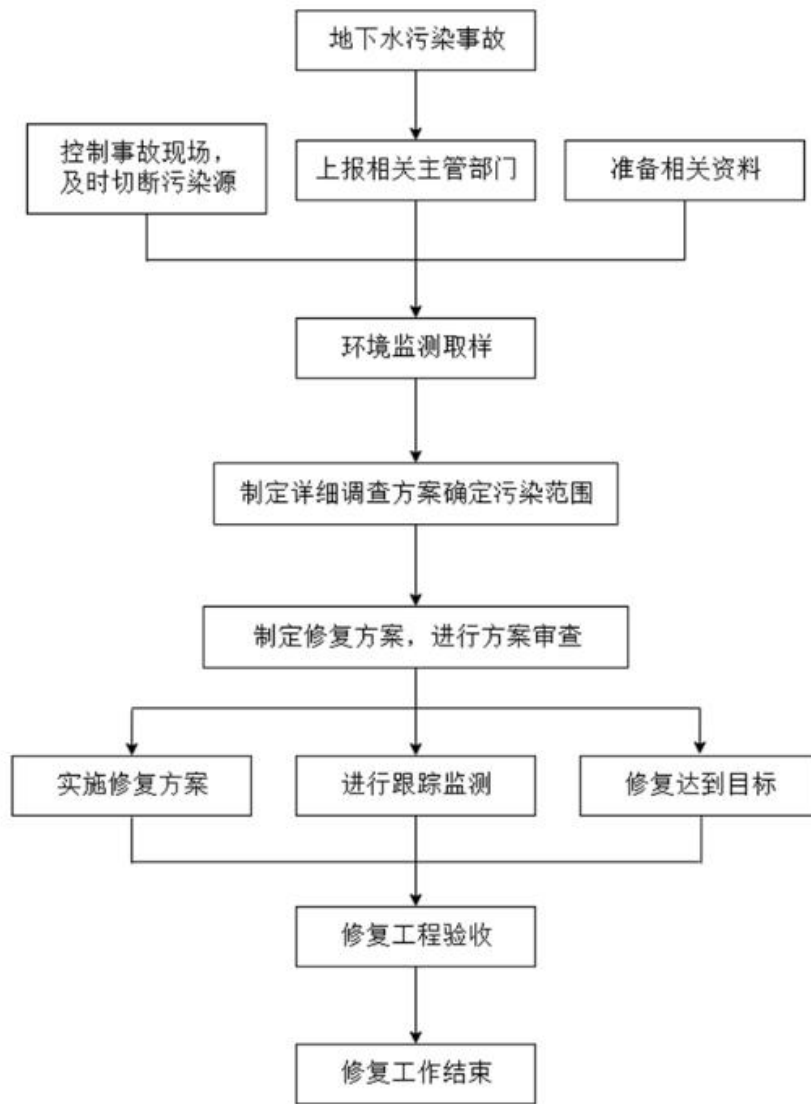 地下水污染事故
控制事故现场，
及时切断污染源
上报相关主管部门
准备相关资料
环境监测取样
制定详细调查方案确定污染范围
制定修复方案，进行方案审查
实施修复方案
进行跟踪监测
修复达到目标
修复工程验收
修复工作结束